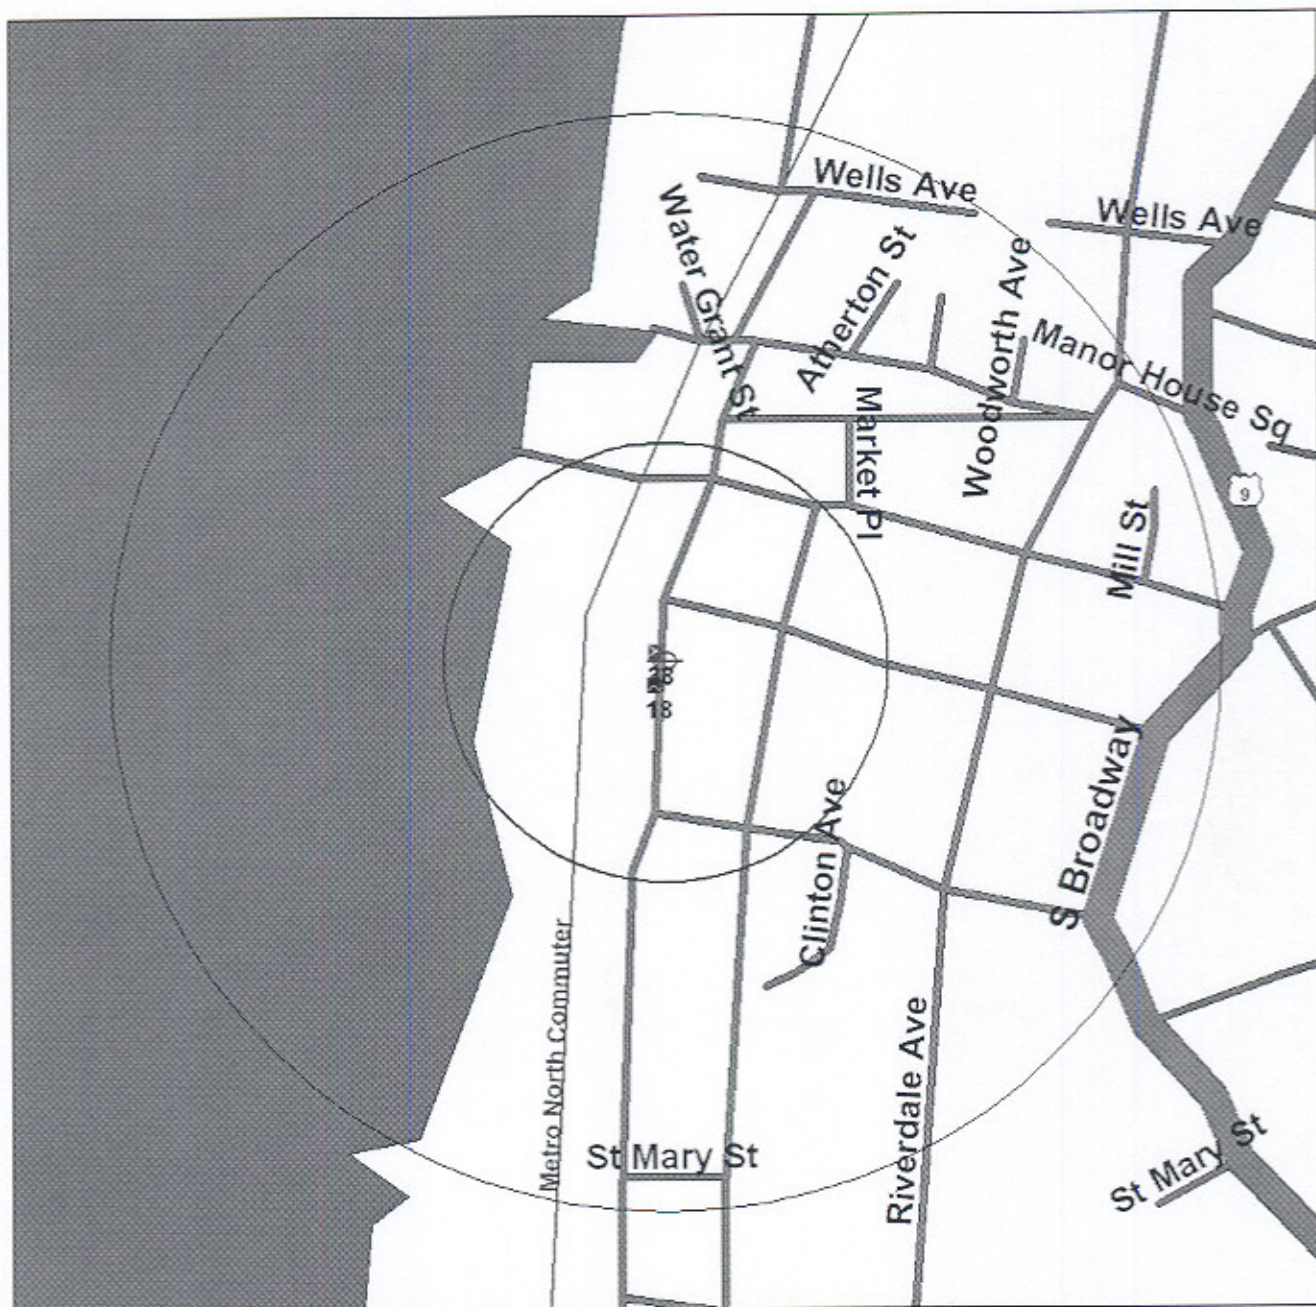 Wells Ave
Wells Ave
Water Grant St
Atherton St
Woodworth Ave
Manor House Sq
Market Pl
9
Mill St
18
S Broadway
Clinton Ave
Metro North Commuter
Riverdale Ave
St Mary St
St Mary St